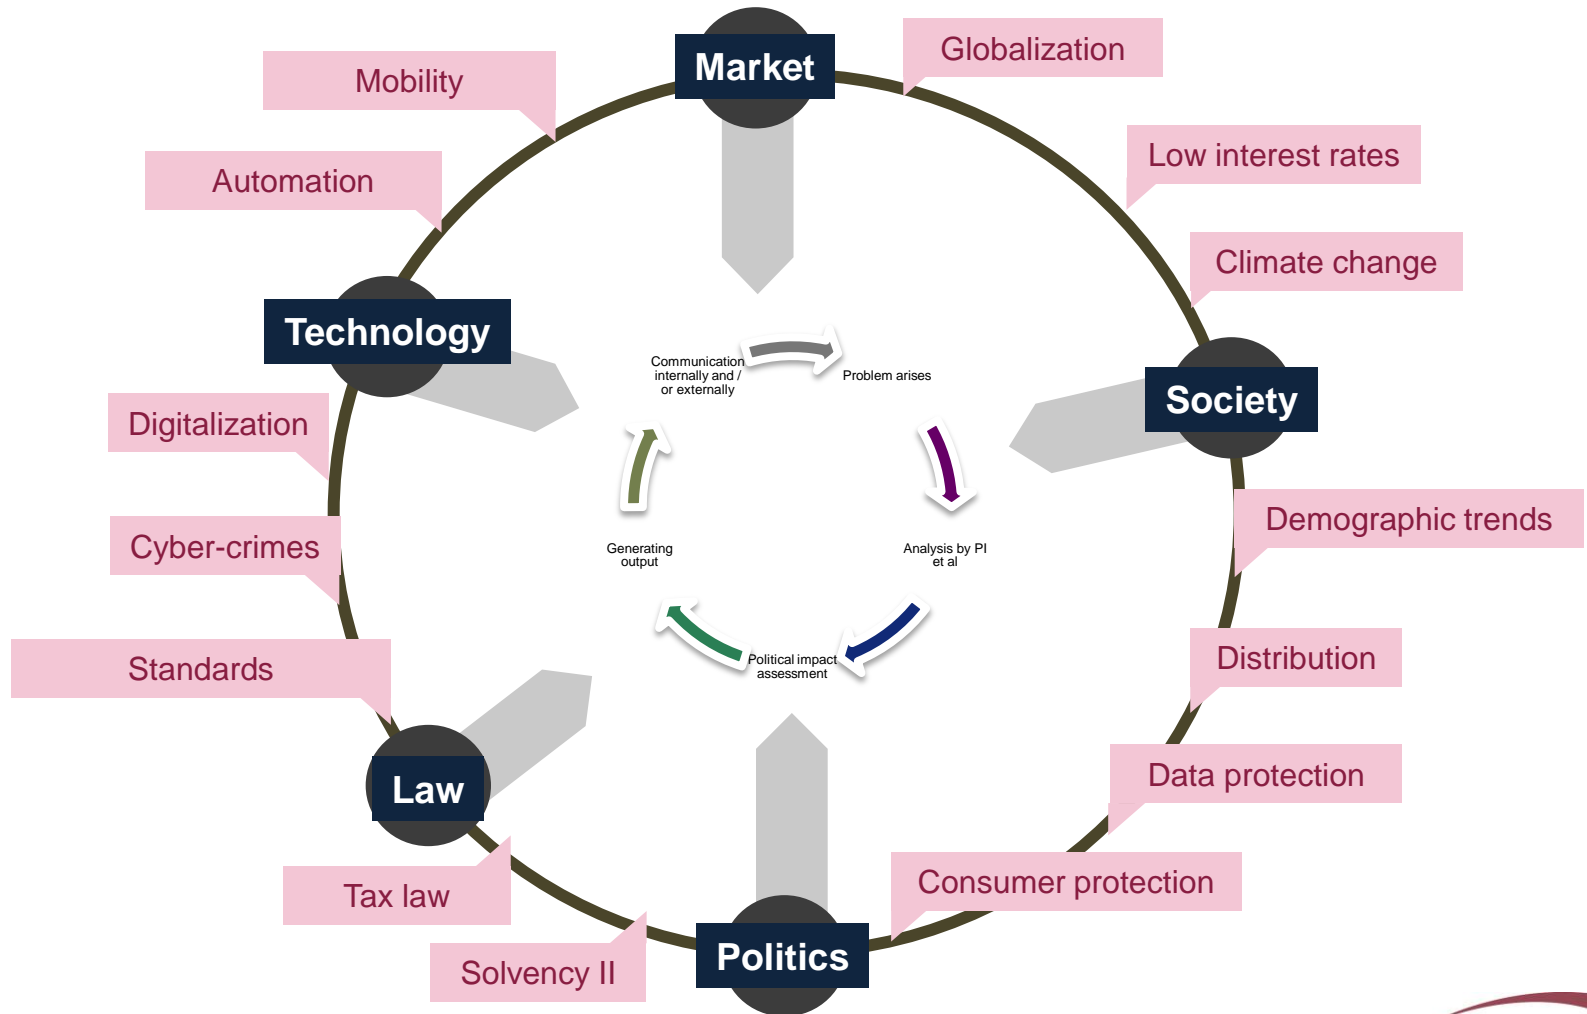 Market
Globalization
Mobility
Low interest rates
Automation
Climate change
Technology
Society
Communication
internally and /
or externally
Problem arises
Digitalization
Demographic trends
Cyber-crimes
Generating
output
Analysis by PI
et al
Standards
Political impact
assessment
Distribution
Law
Data protection
Tax law
Consumer protection
Solvency II
Politics